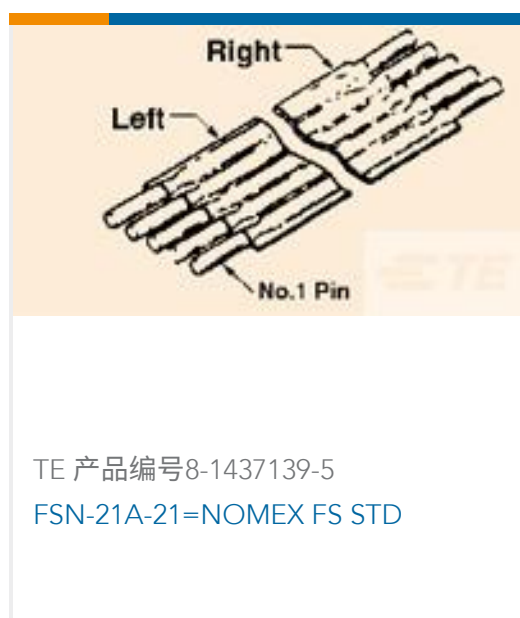 Right
Left
No.1 Pin
TE
TE 产品编号8-1437139-5
FSN-21A-21=NOMEX FS STD